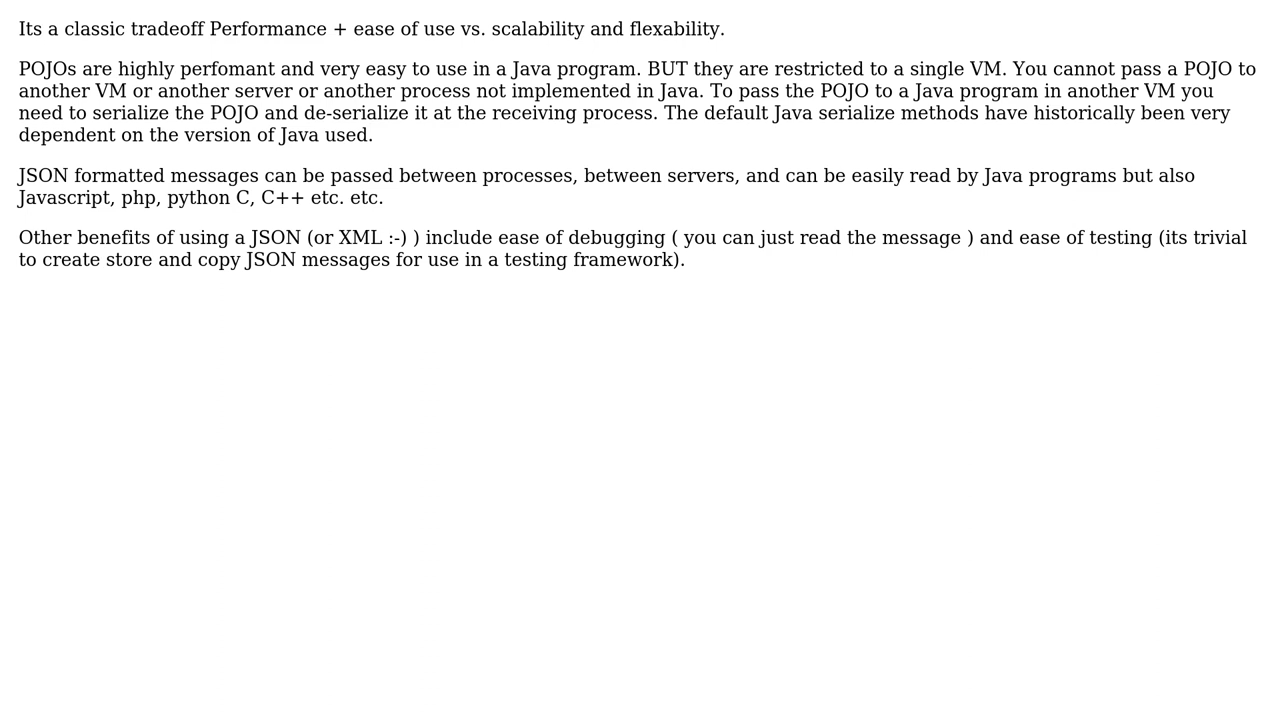 Its a classic tradeoff Performance + ease of use vs. scalability and flexability.
POJOs are highly perfomant and very easy to use in a Java program. BUT they are restricted to a single VM. You cannot pass a POJO to
another VM or another server or another process not implemented in Java. To pass the POJO to a Java program in another VM you
need to serialize the POJO and de-serialize it at the receiving process. The default Java serialize methods have historically been very
dependent on the version of Java used.
JSON formatted messages can be passed between processes, between servers, and can be easily read by Java programs but also
Javascript, php, python C, C++ etc. etc.
Other benefits of using a JSON (or XML :-) ) include ease of debugging ( you can just read the message ) and ease of testing (its trivial
to create store and copy JSON messages for use in a testing framework).